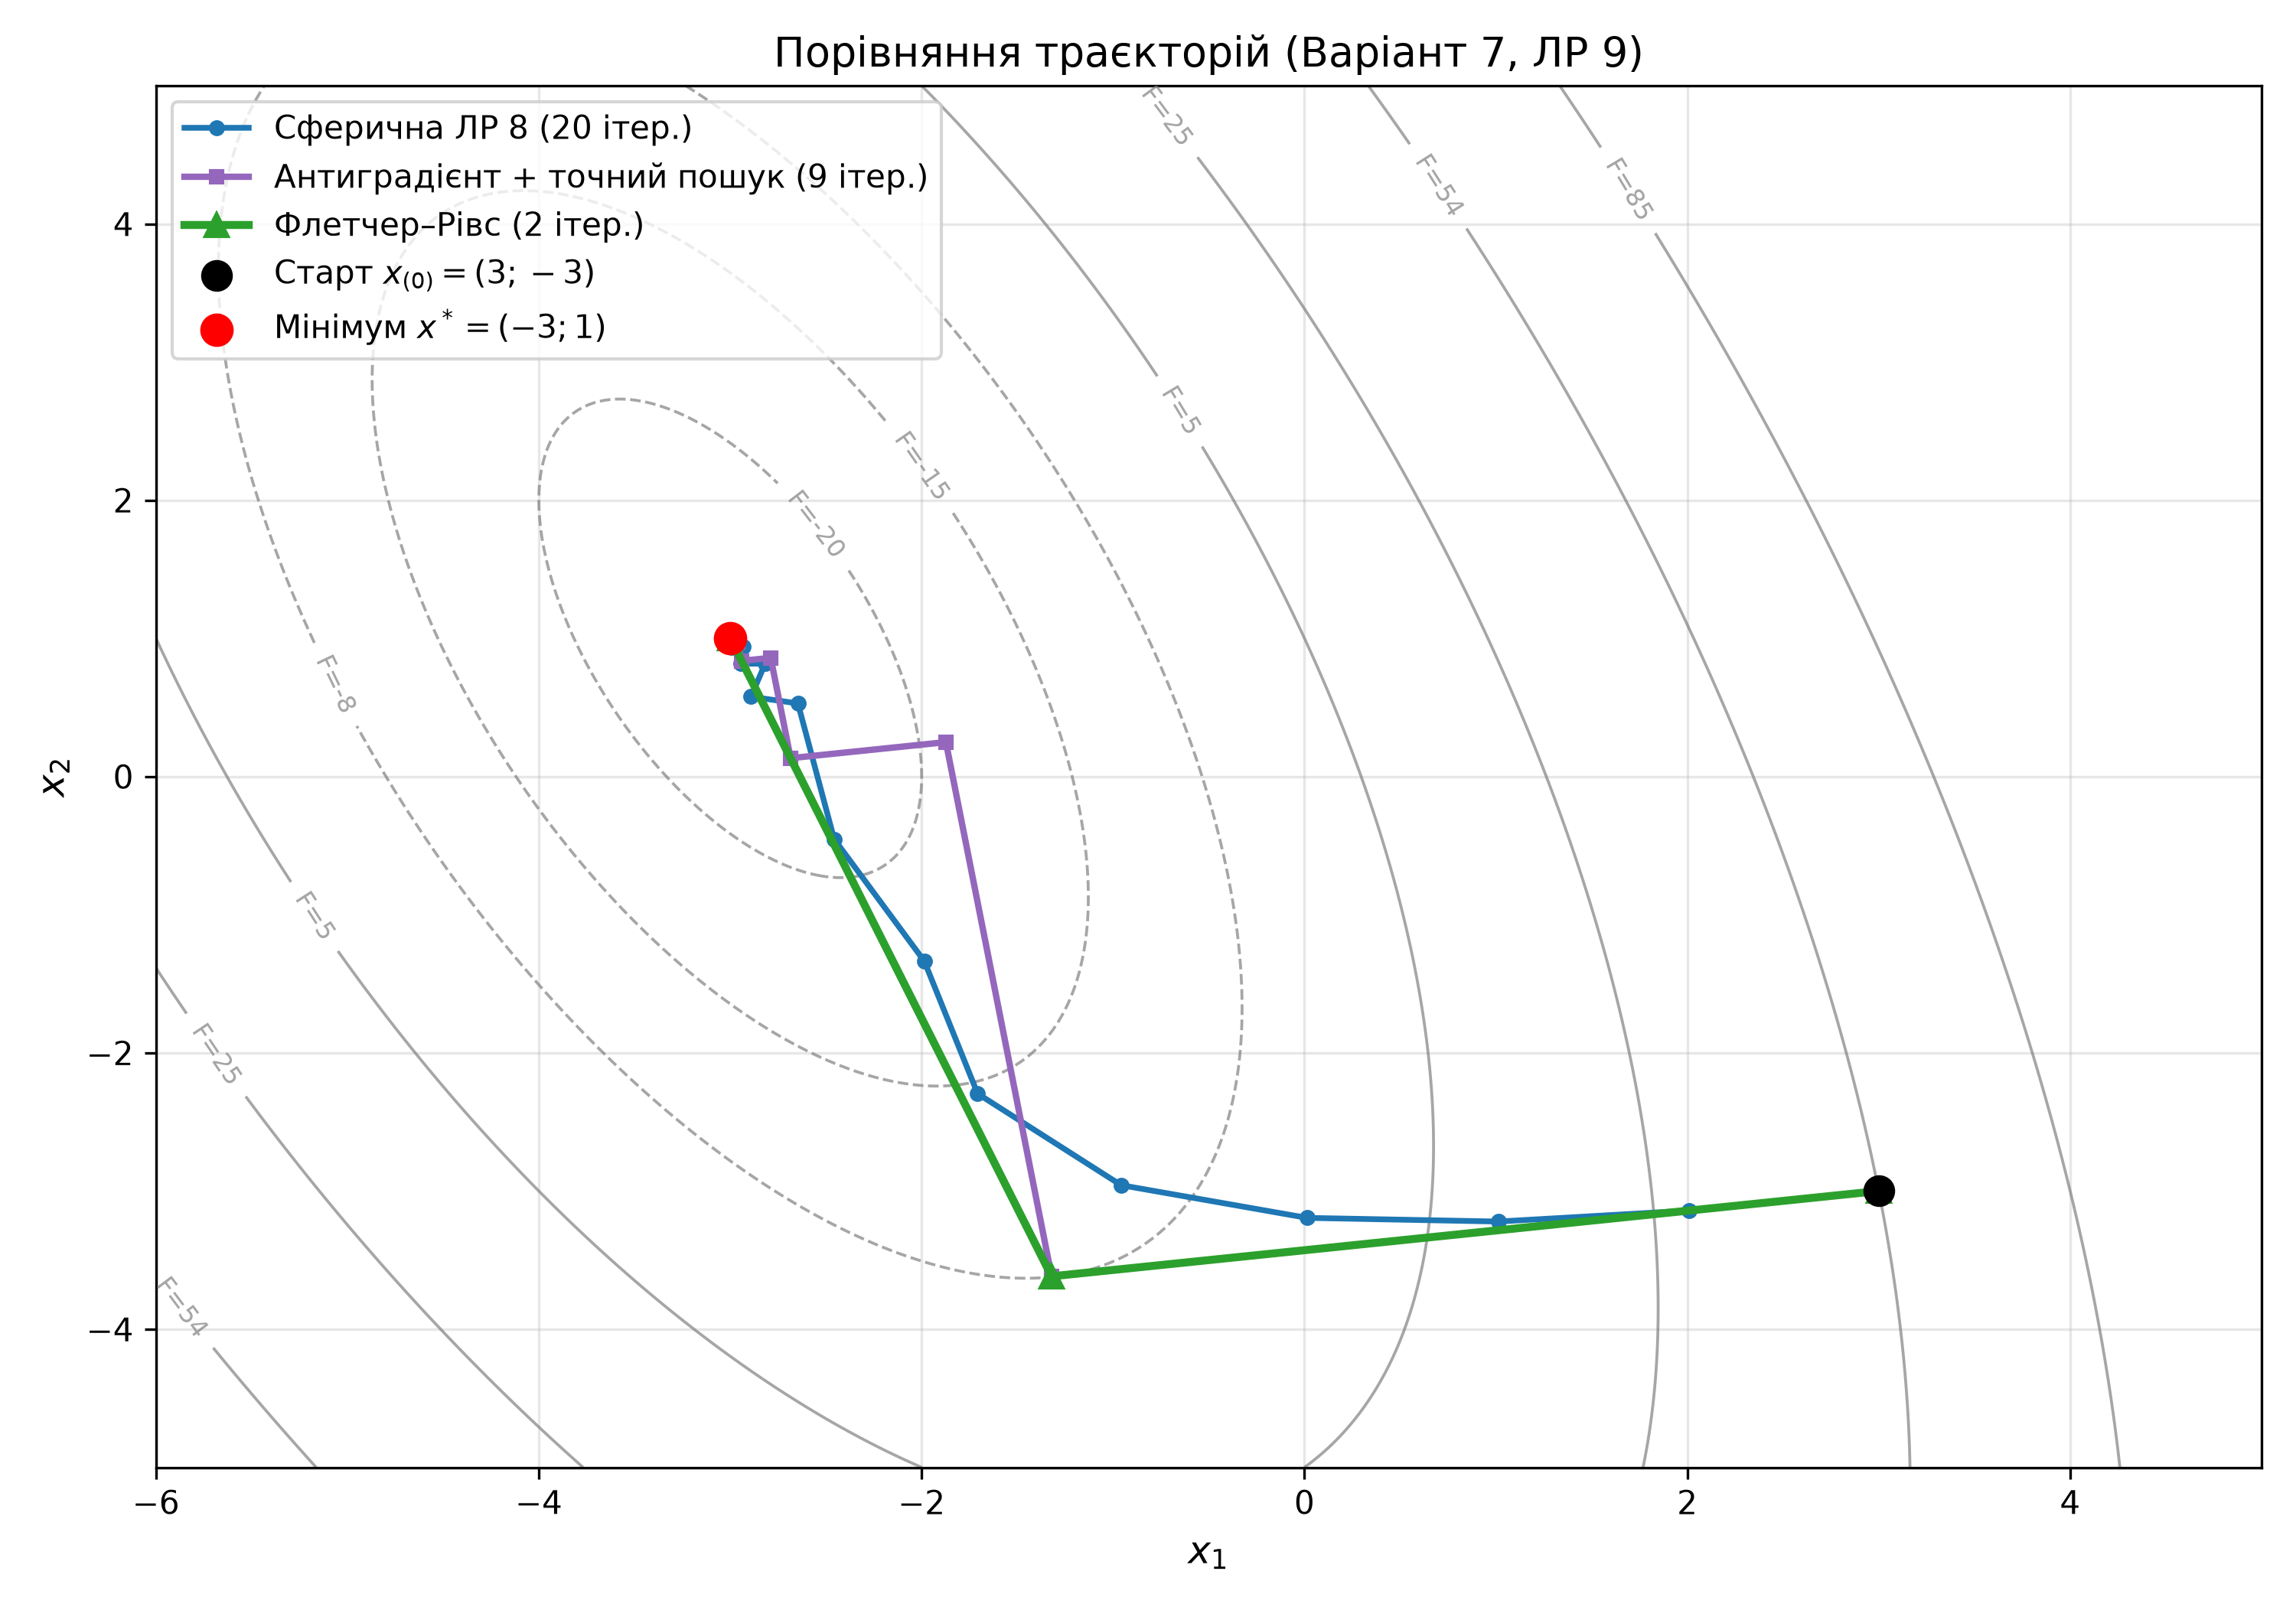 Порівняння траєкторій (Варіант 7, ЛР 9)
Сферична ЛР 8 (20 ітер.)
Антиградієнт + точний пошук (9 ітер.)
Флетчер–Рівс (2 ітер.)
Старт x(0) = (3; −3)
Мінімум x* = (−3; 1)
F=25
F=54
F=85
F=5
F=-15
F=-20
F=-8
F=5
F=25
F=54
4
2
0
−2
−4
x2
−6
−4
−2
0
2
4
x1